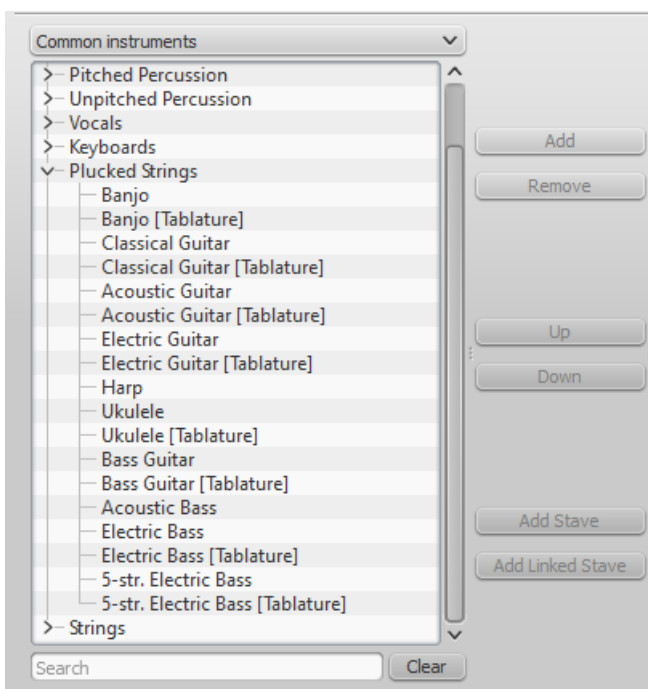 Common instruments
Pitched Percussion
Unpitched Percussion
Vocals
Keyboards
Plucked Strings
Banjo
Banjo [Tablature]
Classical Guitar
Classical Guitar [Tablature]
Acoustic Guitar
Acoustic Guitar [Tablature]
Electric Guitar
Electric Guitar [Tablature]
Harp
Ukulele
Ukulele [Tablature]
Bass Guitar
Bass Guitar [Tablature]
Acoustic Bass
Electric Bass
Electric Bass [Tablature]
5-str. Electric Bass
5-str. Electric Bass [Tablature]
Strings
Search
Clear
Add
Remove
Up
Down
Add Stave
Add Linked Stave